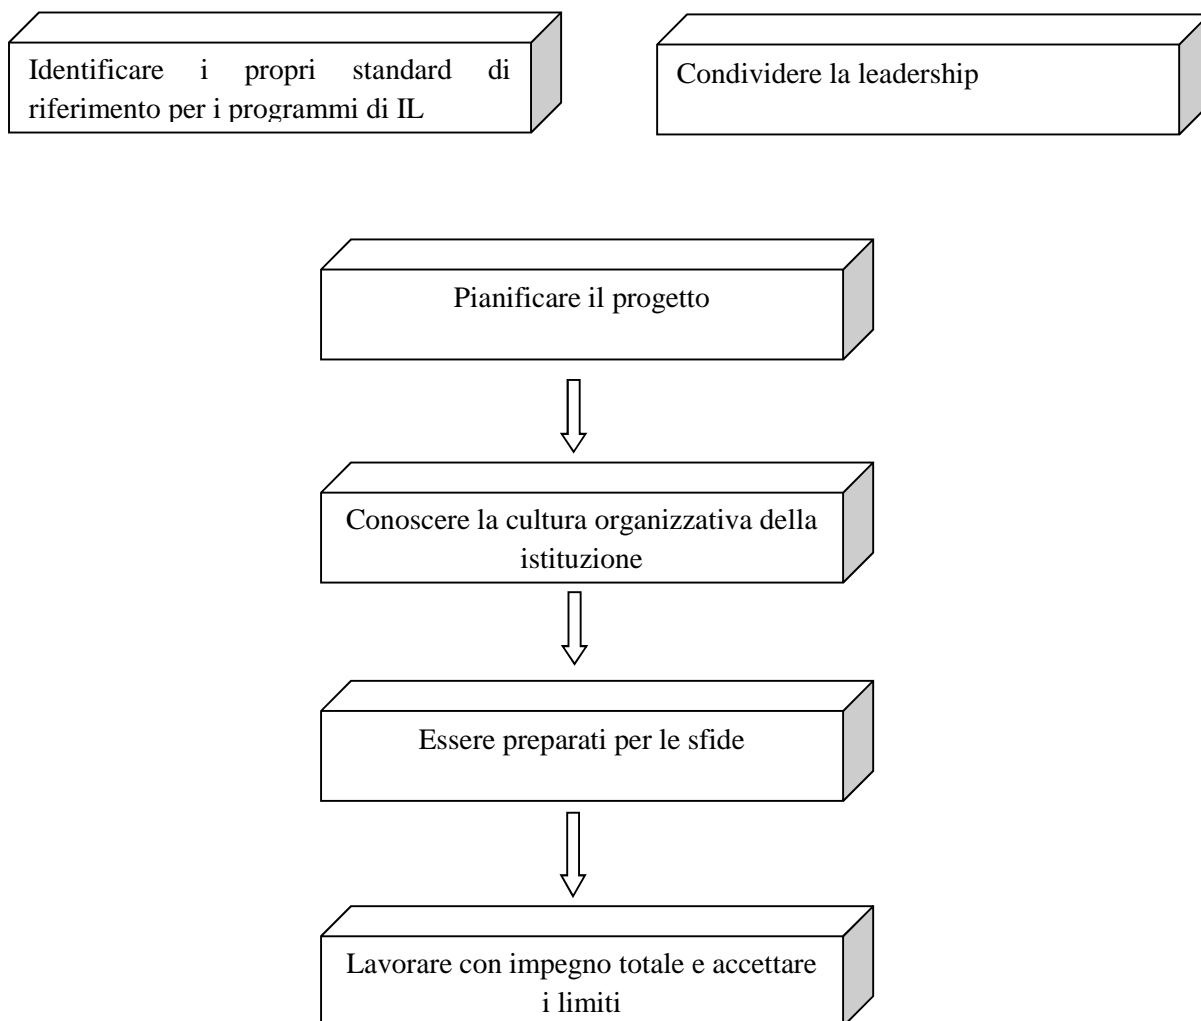 Identificare i propri standard di
riferimento per i programmi di IL
Condividere la leadership
Pianificare il progetto
Conoscere la cultura organizzativa della
istituzione
Essere preparati per le sfide
Lavorare con impegno totale e accettare
i limiti